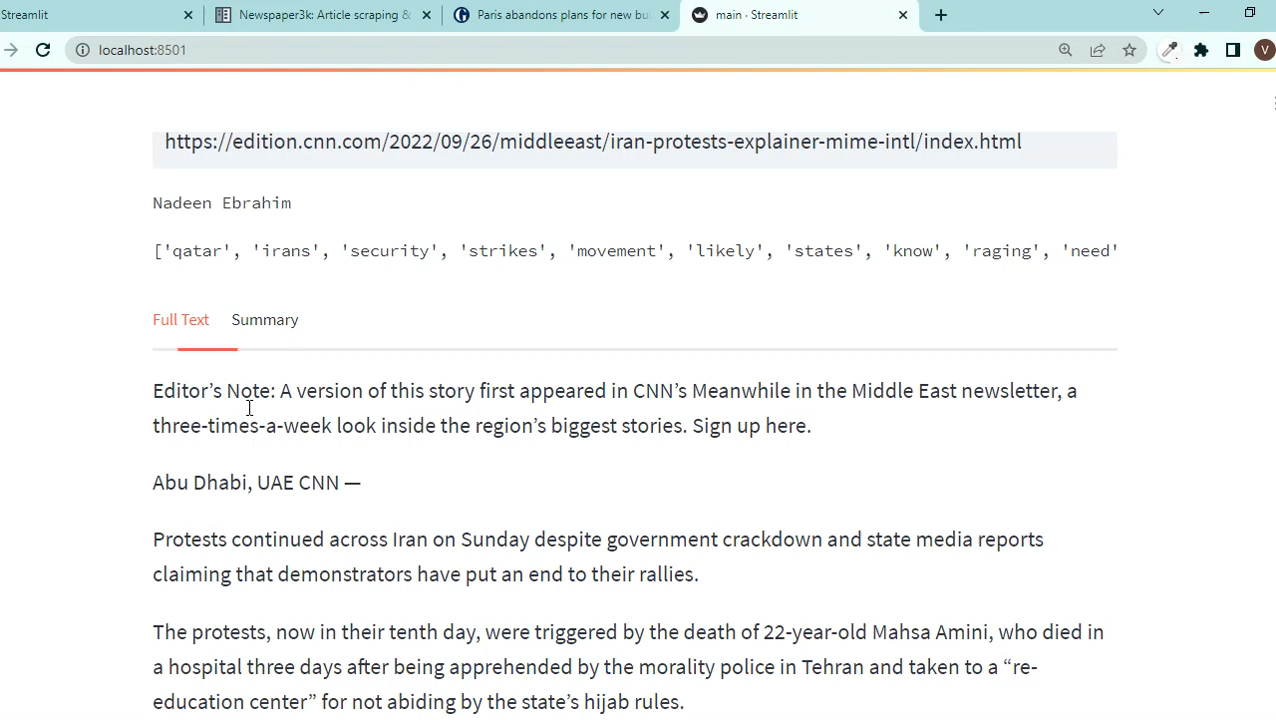 Streamlit
Newspaper3k: Article scraping &
Paris abandons plans for new bui
main · Streamlit
localhost:8501
V
https://edition.cnn.com/2022/09/26/middleeast/iran-protests-explainer-mime-intl/index.html
Nadeen Ebrahim
['qatar', 'irans', 'security', 'strikes', 'movement', 'likely', 'states', 'know', 'raging', 'need'
Full Text Summary
Editor’s Note: A version of this story first appeared in CNN’s Meanwhile in the Middle East newsletter, a
three-times-a-week look inside the region’s biggest stories. Sign up here.
Abu Dhabi, UAE CNN —
Protests continued across Iran on Sunday despite government crackdown and state media reports
claiming that demonstrators have put an end to their rallies.
The protests, now in their tenth day, were triggered by the death of 22-year-old Mahsa Amini, who died in
a hospital three days after being apprehended by the morality police in Tehran and taken to a “re-
education center” for not abiding by the state’s hijab rules.